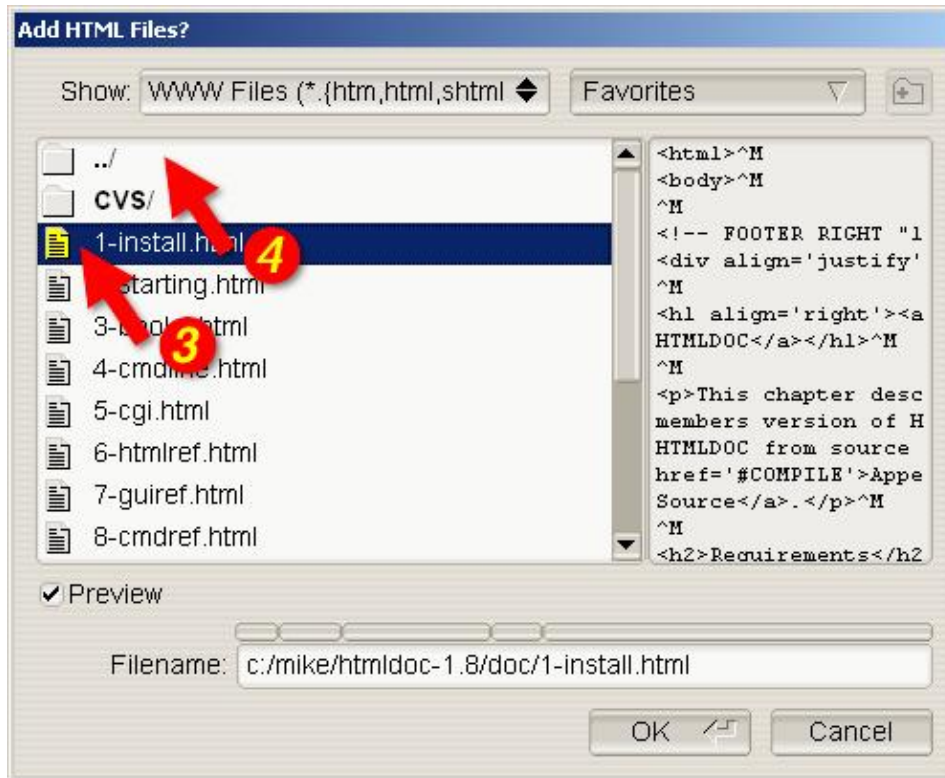 Add HTML Files?
Show: WWW Files (*.{htm,html,shtml Favorites
../
CVS/
1-install.html
4
starting.html
3
4-cmdline.html
5-cgi.html
6-htmlref.html
7-guiref.html
8-cmdref.html
<html>^M
<body>^M
^M
<!-- FOOTER RIGHT "1
<div align='justify'
^M
<h1 align='right'><a
HTMLDOC</a></h1>^M
^M
<p>This chapter desc
members version of H
HTMLDOC from source
href='#COMPILE'>Appe
Source</a>.</p>^M
^M
<h2>Requirements</h2
Preview
Filename: c:/mike/htmldoc-1.8/doc/1-install.html
OK Cancel